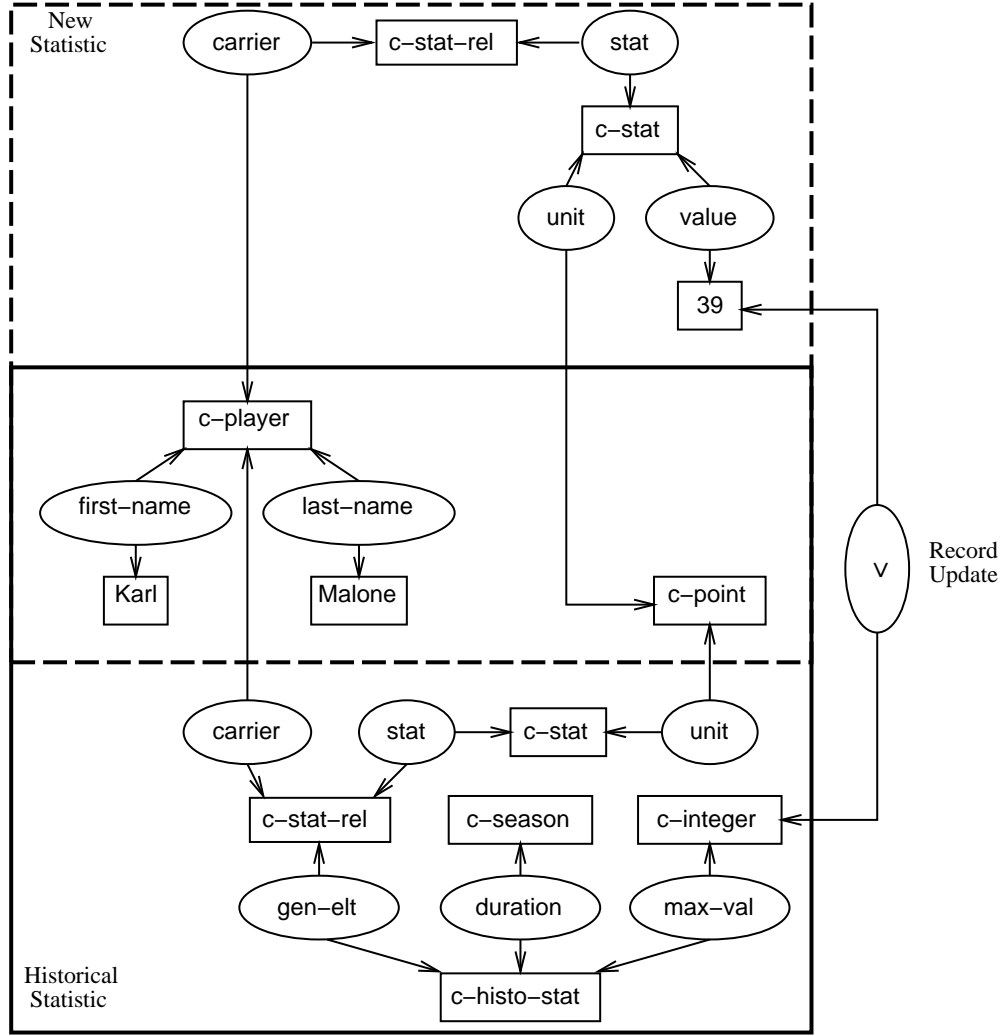 New
Statistic
carrier
c−stat−rel
stat
c−stat
unit
value
39
c−player
first−name
last−name
Karl
Malone
c−point
∨
Record
Update
carrier
stat
c−stat
unit
c−stat−rel
c−season
c−integer
gen−elt
duration
max−val
c−histo−stat
Historical
Statistic